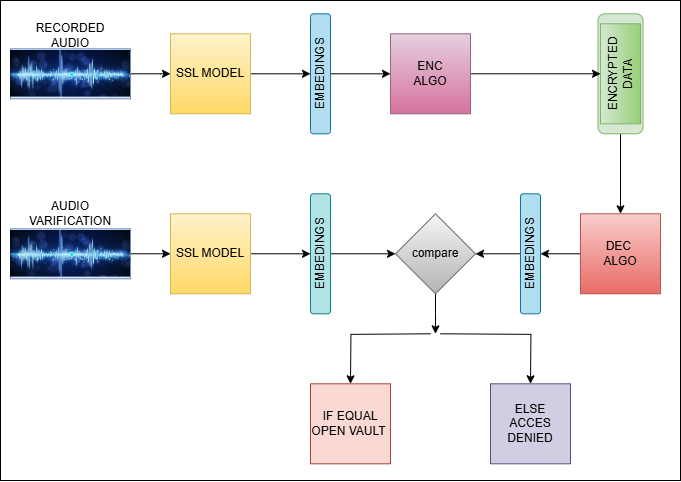 RECORDED
AUDIO
SSL MODEL
EMBEDINGS
ENC
ALGO
ENCRYPTED
DATA
AUDIO
VARIFICATION
SSL MODEL
EMBEDINGS
compare
EMBEDINGS
DEC
ALGO
IF EQUAL
OPEN VAULT
ELSE
ACCES
DENIED